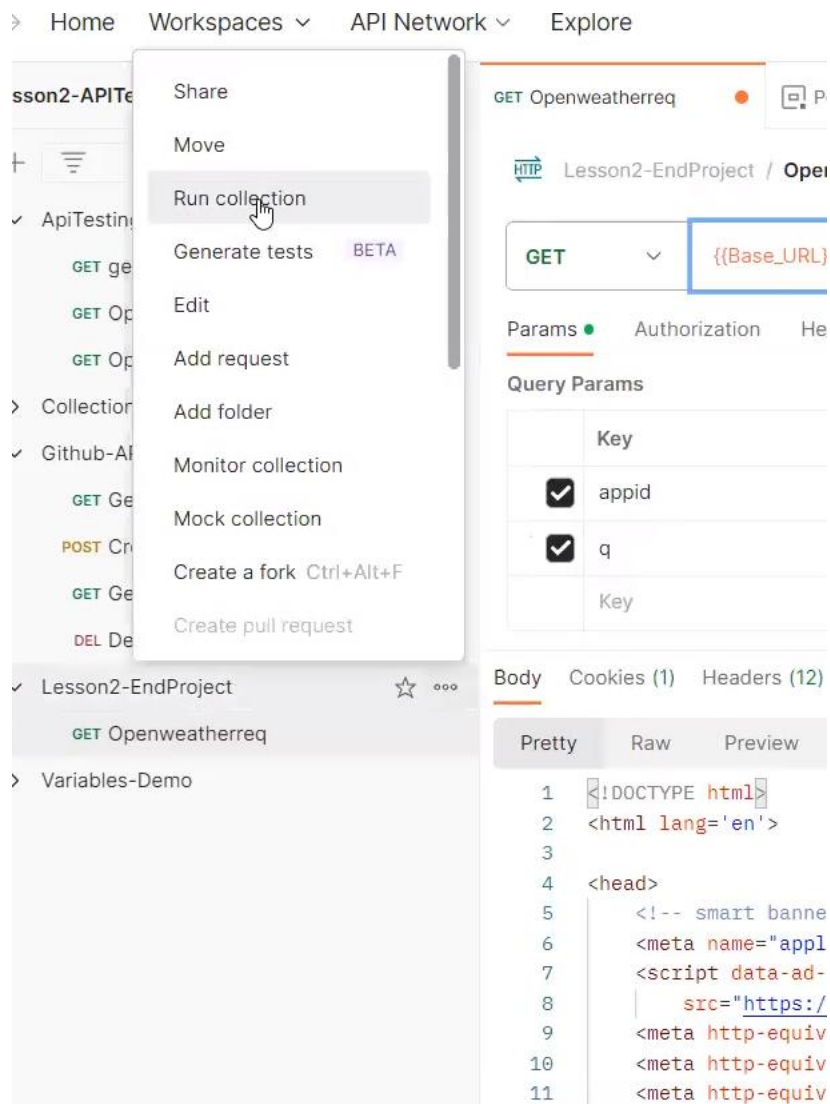 Home Workspaces API Network Explore
sson2-APITe
Share
Move
Run collection
Generate tests BETA
Edit
Add request
Add folder
Monitor collection
Mock collection
Create a fork Ctrl+Alt+F
Create pull request
ApiTesting
GET ge
GET Op
GET Op
Collection
Github-AP
GET Ge
POST Cre
GET Ge
DEL De
Lesson2-EndProject
GET Openweatherreq
Variables-Demo
GET Openweatherreq
HTTP Lesson2-EndProject / Oper
GET {{Base_URL}
Params Authorization He
Query Params
Key
appid
q
Key
Body Cookies (1) Headers (12)
Pretty Raw Preview
1 <!DOCTYPE html>
2 <html lang='en'>
3
4 <head>
5 <!-- smart banne
6 <meta name="appl
7 <script data-ad-
8 src="https:/
9 <meta http-equiv
10 <meta http-equiv
11 <meta http-equiv